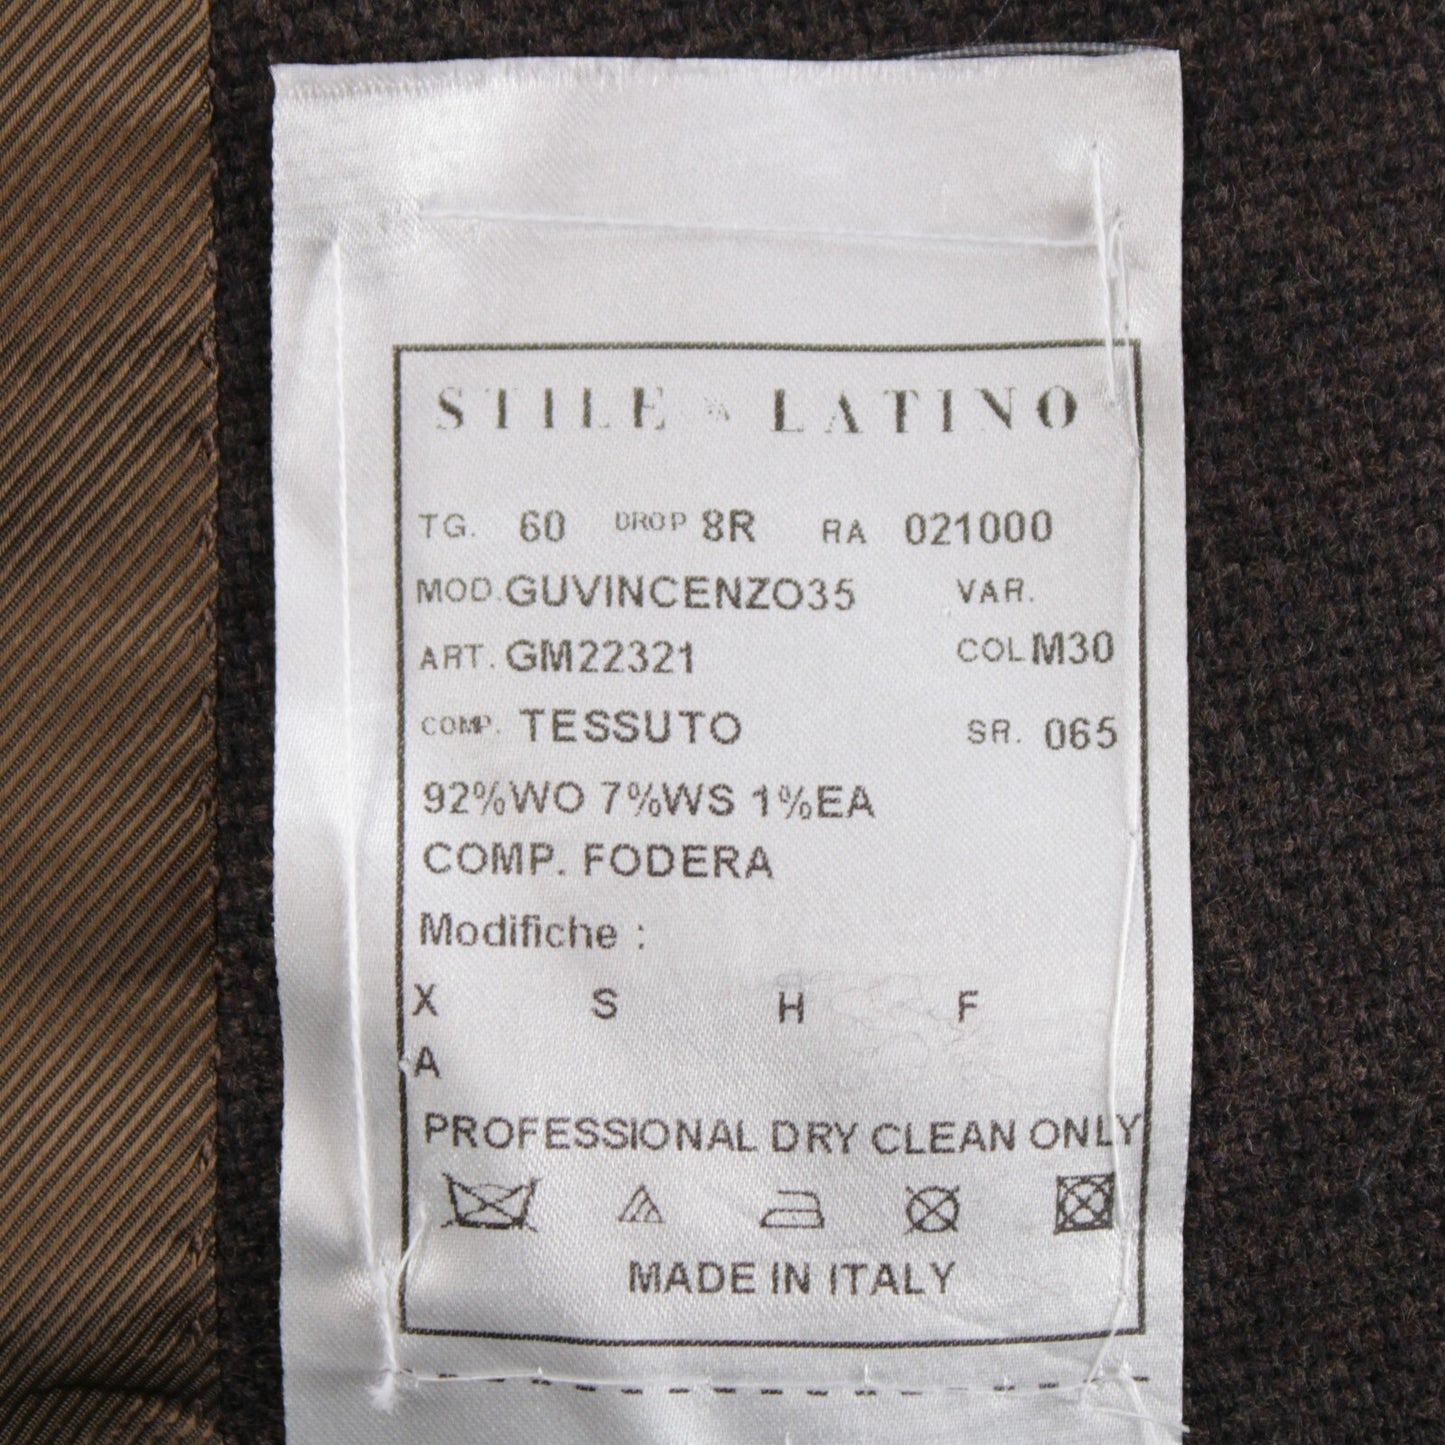 STILE LATINO
TG. 60 DROP 8R RA 021000
MOD. GUVINCENZO35 VAR.
ART. GM22321 COL M30
COMP. TESSUTO SR. 065
92%WO 7%WS 1%EA
COMP. FODERA
Modifiche :
X S H F
A
PROFESSIONAL DRY CLEAN ONLY
MADE IN ITALY